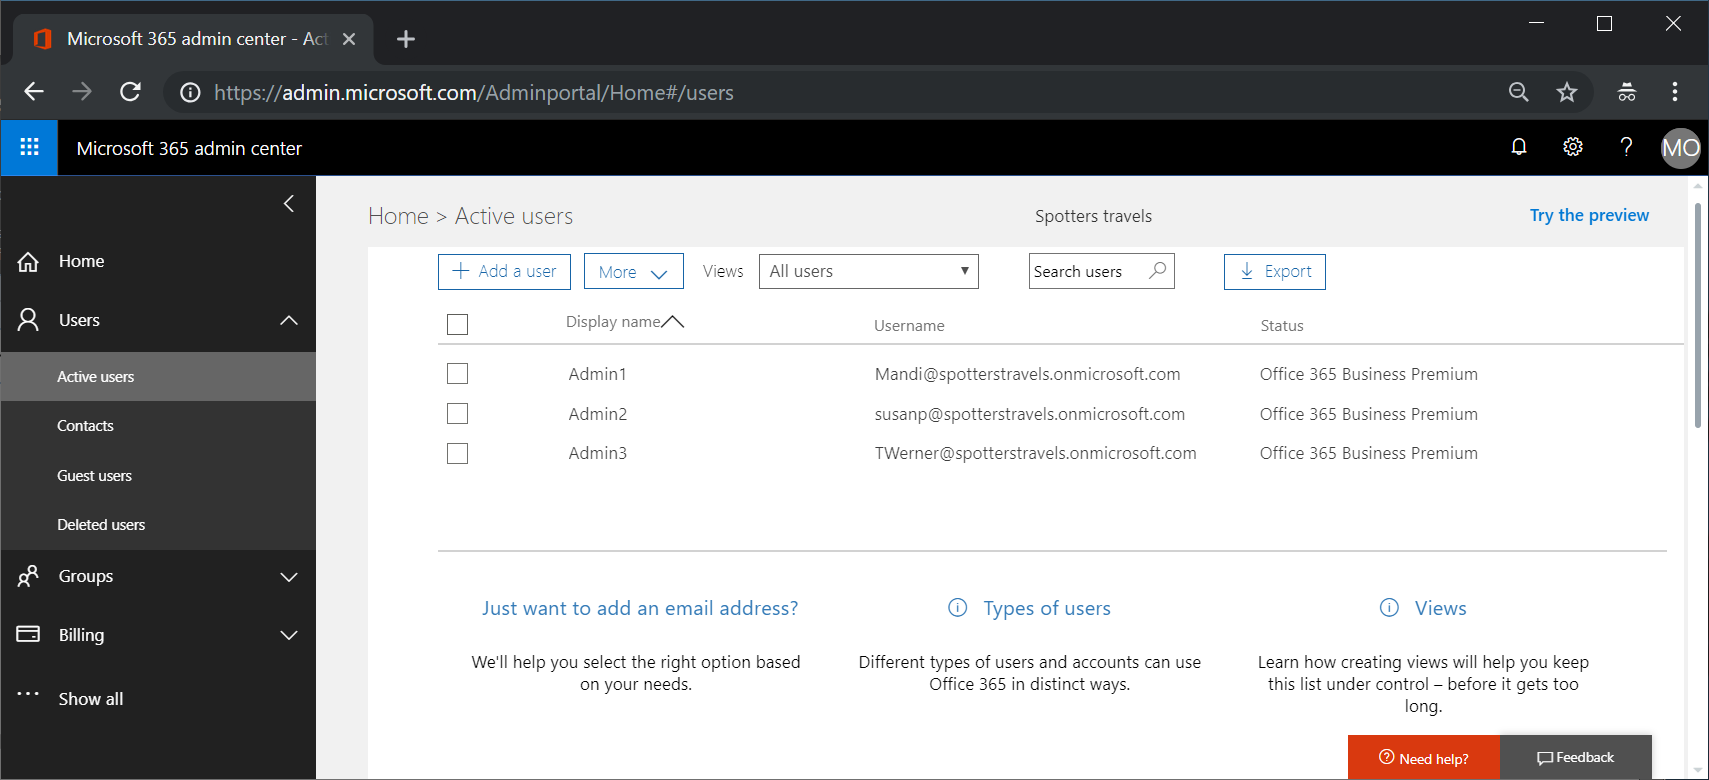 Microsoft 365 admin center - Act
https://admin.microsoft.com/Adminportal/Home#/users
Microsoft 365 admin center
MO
Home > Active users
Spotters travels
Try the preview
Home
Users
Active users
Contacts
Guest users
Deleted users
Groups
Billing
Show all
Add a user
More
Views
All users
Search users
Export
Display name Username Status
Admin1 Mandi@spotterstravels.onmicrosoft.com Office 365 Business Premium
Admin2 susanp@spotterstravels.onmicrosoft.com Office 365 Business Premium
Admin3 TWerner@spotterstravels.onmicrosoft.com Office 365 Business Premium
Just want to add an email address?
We'll help you select the right option based
on your needs.
Types of users
Different types of users and accounts can use
Office 365 in distinct ways.
Views
Learn how creating views will help you keep
this list under control – before it gets too
long.
Need help?
Feedback